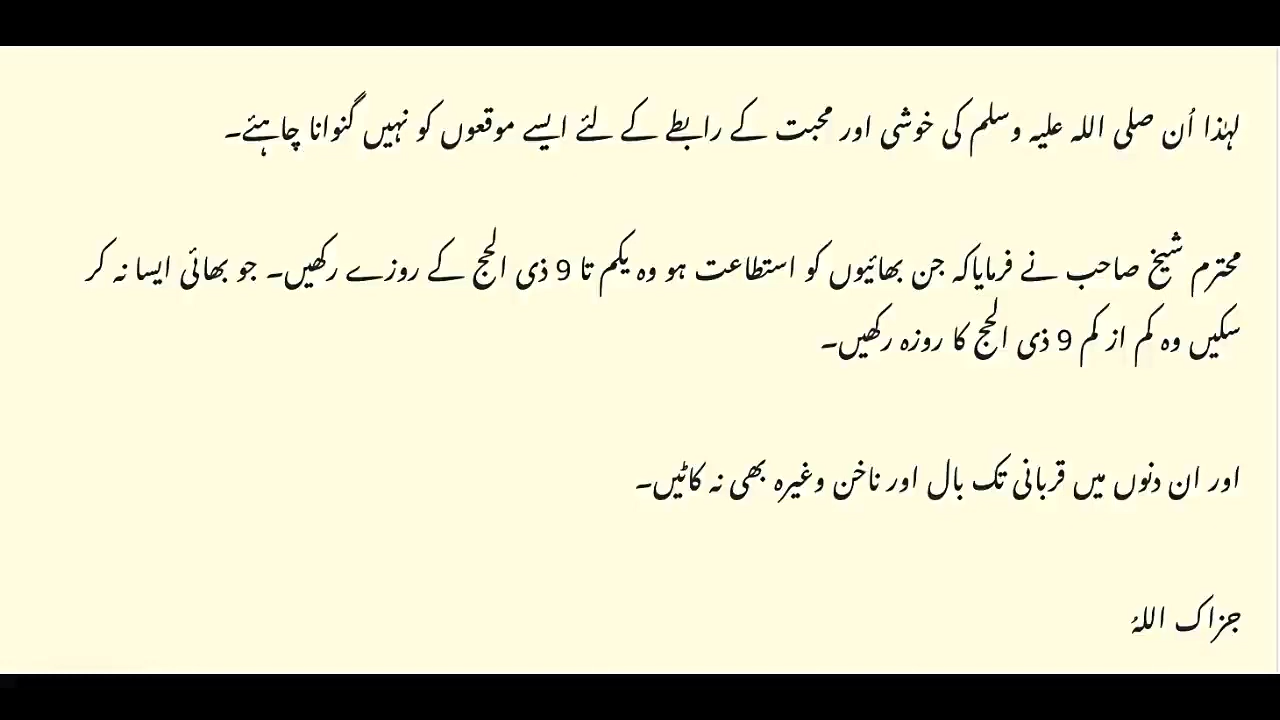 لہٰذا اُن صلی اللہ علیہ وسلم کی خوشی اور محبت کے رابطے کے لئے ایسے موقعوں کو نہیں گنوانا چاہئے۔
محترم شیخ صاحب نے فرمایاکہ جن بھائیوں کو استطاعت ہو وہ یکم تا 9 ذی الحج کے روزے رکھیں۔ جو بھائی ایسا نہ کر
سکیں وہ کم از کم 9 ذی الحج کا روزہ رکھیں۔
اور ان دنوں میں قربانی تک بال اور ناخن وغیرہ بھی نہ کاٹیں۔
جزاک اللہُ